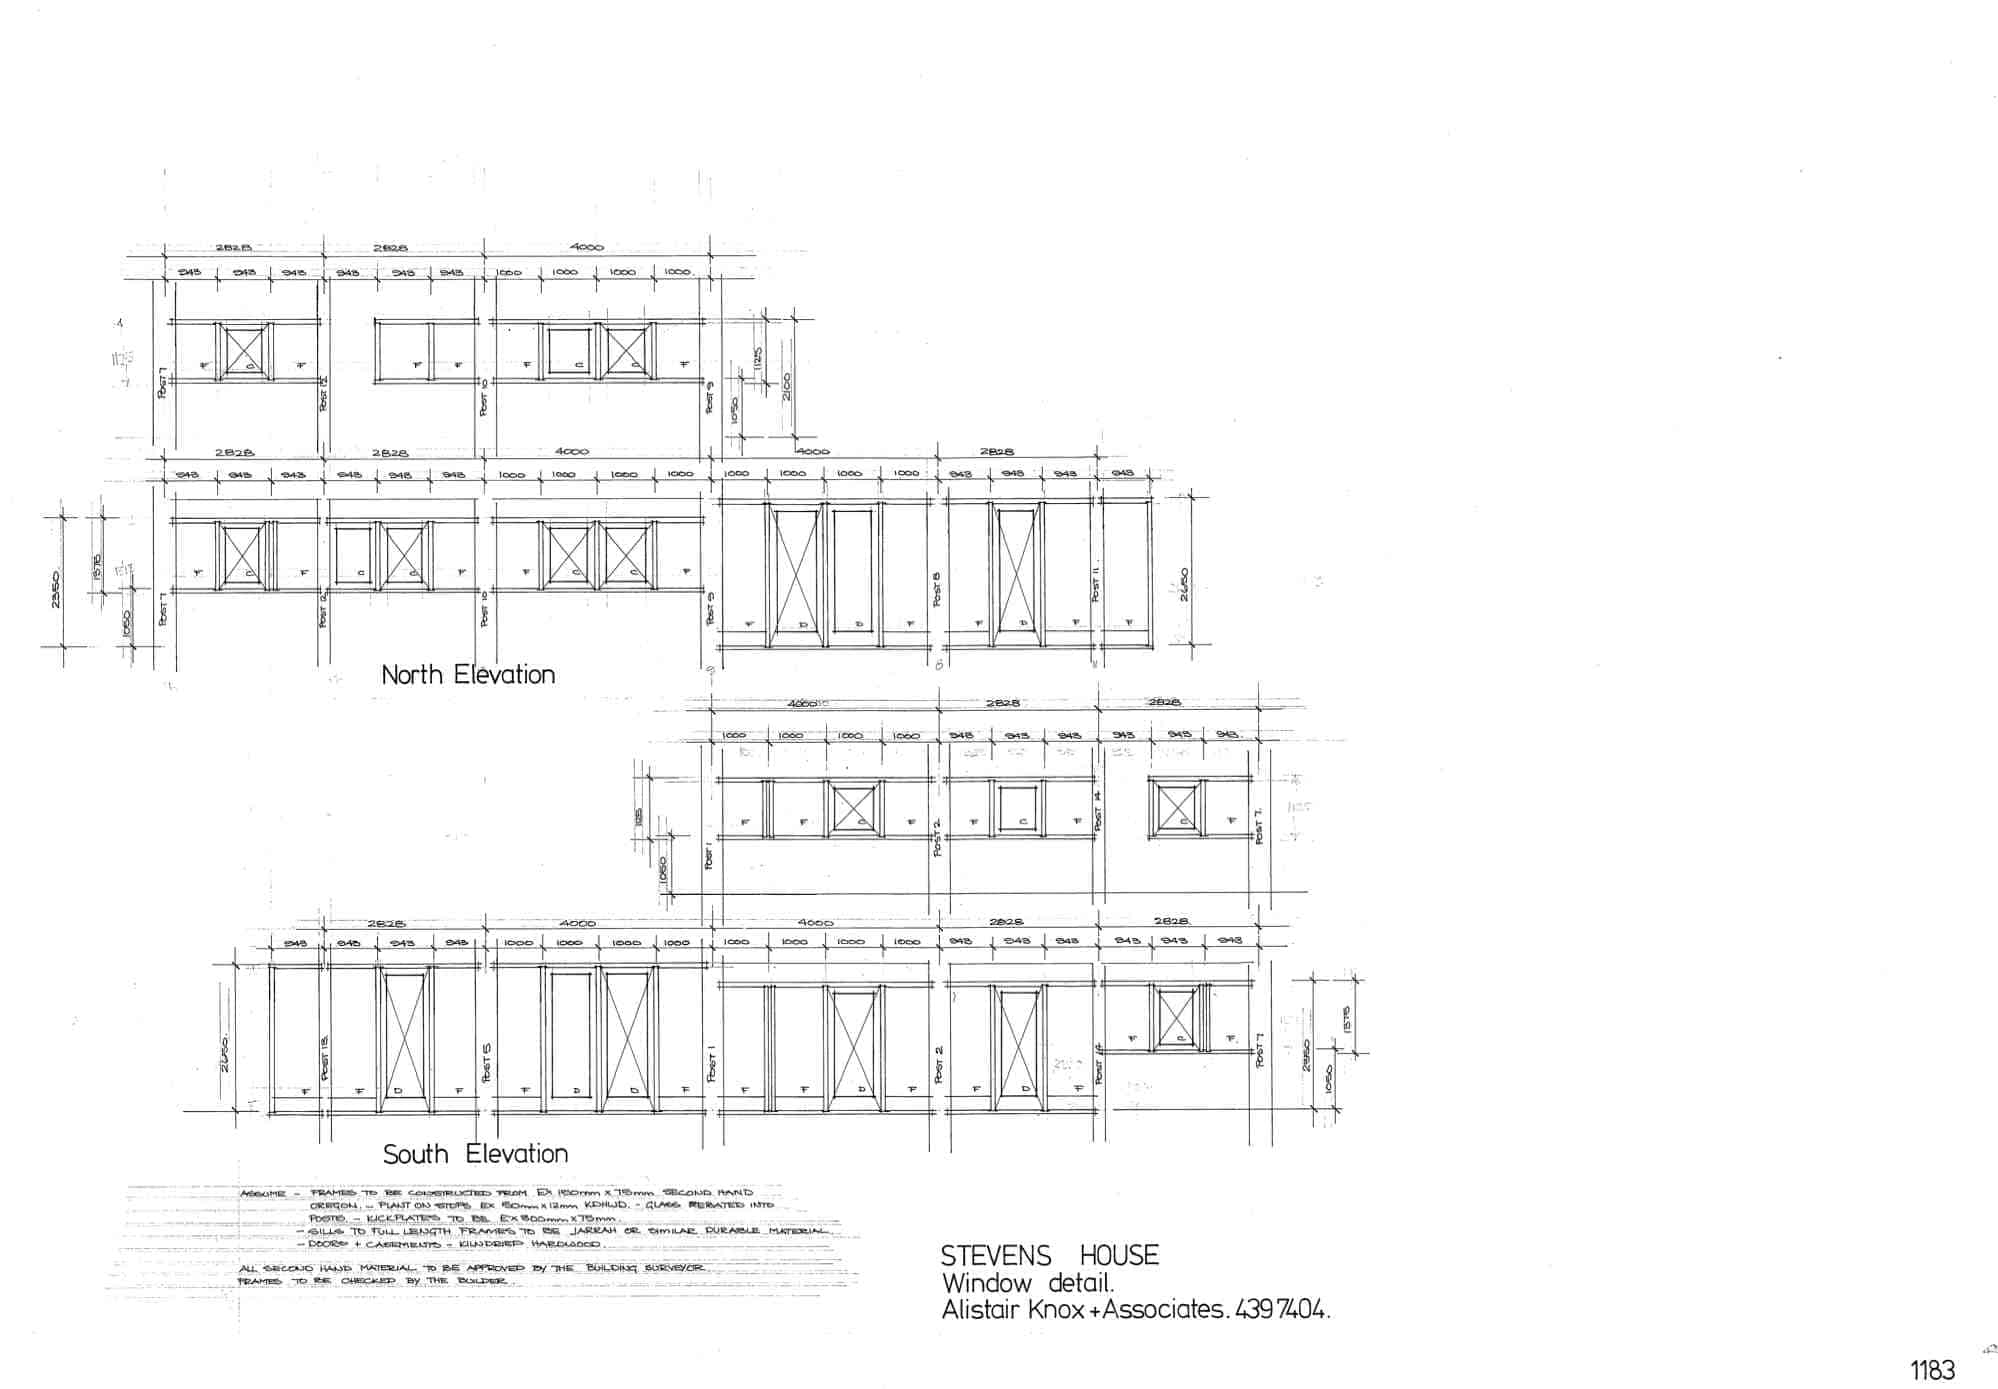 2828 2828 4000
943 943 943 943 943 943 1000 1000 1000 1000
F C F F F F C C F
POST 7 POST 12 POST 10 POST 9
1125
1050 1125 2100
2828 2828 4000 4000 2828
943 943 943 943 943 943 1000 1000 1000 1000 1000 1000 1000 1000 943 943 943 943
2350 1375 1050
F C F C C F F C C F F D D F F D F F
POST 7 POST 12 POST 10 POST 9 POST 8 POST 11
2650
North Elevation
9 8 11
4000 2828 2828
1000 1000 1000 1000 943 943 943 943 943 943
1125 1050
F F C F F C F C F
POST 1 POST 2 POST 14 POST 7
1125
2828 4000 4000 2828 2828
943 943 943 943 1000 1000 1000 1000 1000 1000 1000 1000 943 943 943 943 943 943
2650
F C F
1375 1050
POST 13 POST 5 POST 1 POST 2 POST 14 POST 7
F F D F F D D F F F D F F D F
South Elevation
ASSUME - FRAMES TO BE CONSTRUCTED FROM EX 150mm x 75mm SECOND HAND
OREGON. - PLANT ON STOPS EX 50mm x 12mm KDHWD. - GLASS REBATED INTO
POSTS. - KICKPLATES TO BE EX 300mm x 75mm.
- SILLS TO FULL LENGTH FRAMES TO BE JARRAH OR SIMILAR DURABLE MATERIAL.
- DOORS + CASEMENTS - KILNDRIED HARDWOOD.
ALL SECOND HAND MATERIAL TO BE APPROVED BY THE BUILDING SURVEYOR.
FRAMES TO BE CHECKED BY THE BUILDER.
STEVENS HOUSE
Window detail.
Alistair Knox + Associates. 439 7404.
1183